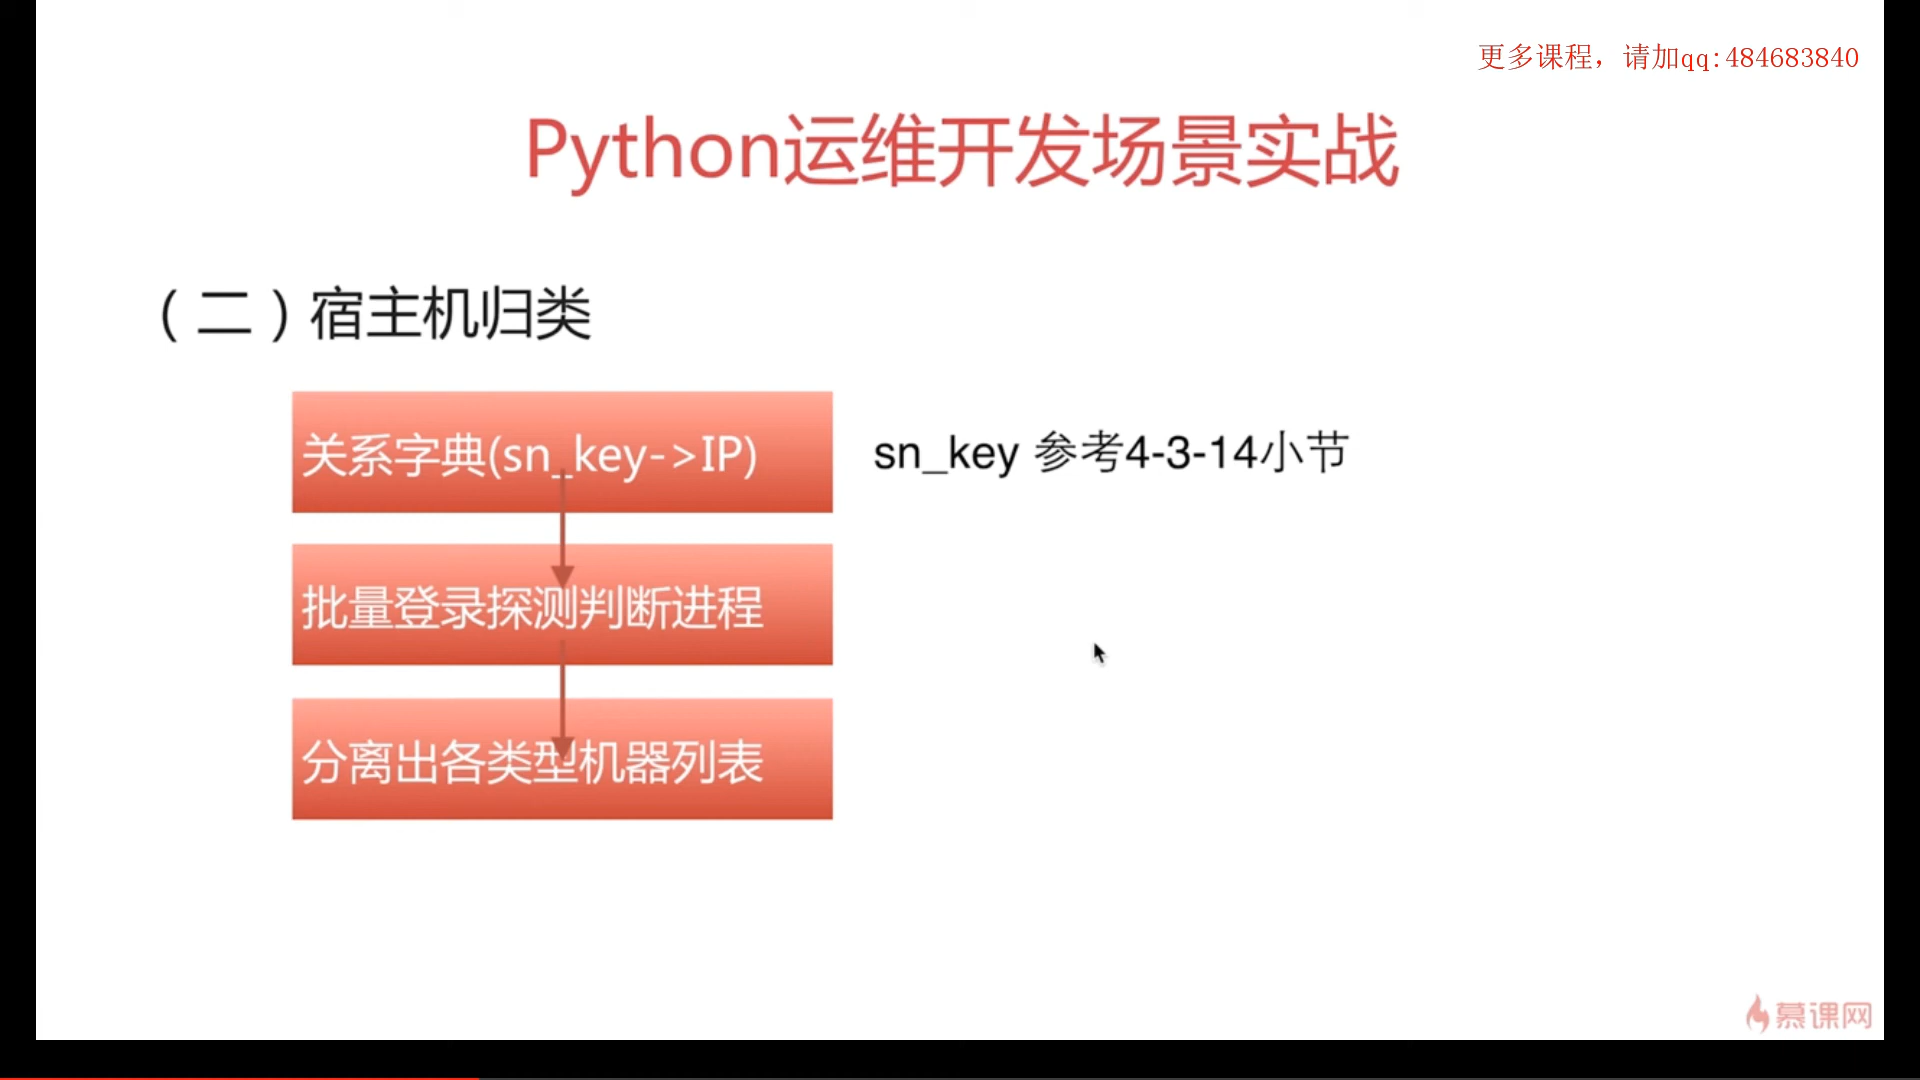 更多课程，请加qq:484683840
Python运维开发场景实战
（二）宿主机归类
关系字典(sn_key->IP)
sn_key 参考4-3-14小节
批量登录探测判断进程
分离出各类型机器列表
慕课网